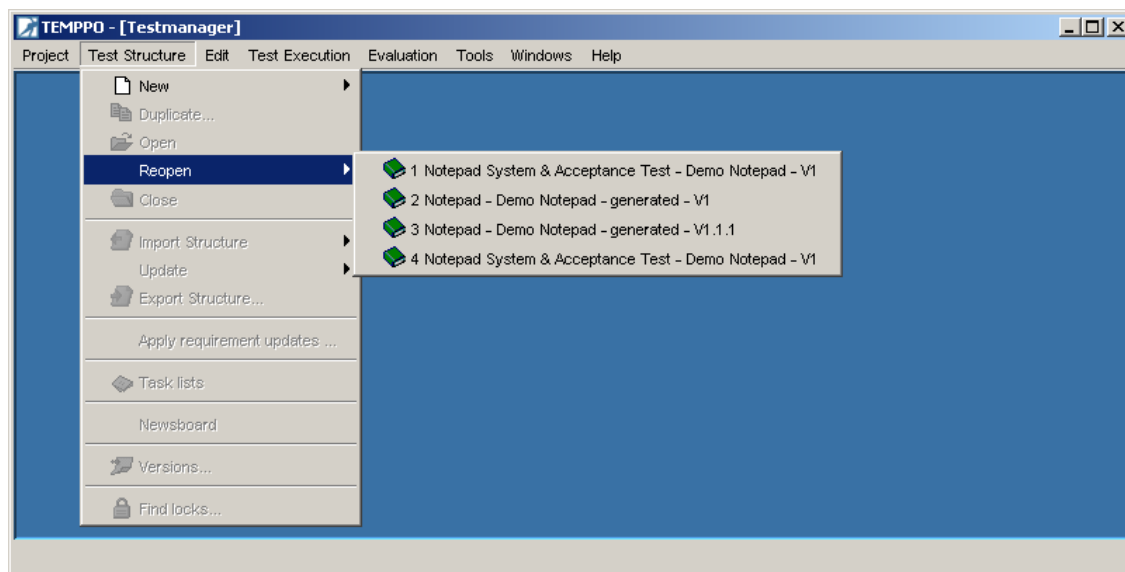 TEMPPO - [Testmanager]
Project Test Structure Edit Test Execution Evaluation Tools Windows Help
New
Duplicate...
Open
Reopen
1 Notepad System & Acceptance Test - Demo Notepad - V1
2 Notepad - Demo Notepad - generated - V1
3 Notepad - Demo Notepad - generated - V1.1.1
4 Notepad System & Acceptance Test - Demo Notepad - V1
Close
Import Structure
Update
Export Structure...
Apply requirement updates ...
Task lists
Newsboard
Versions...
Find locks...